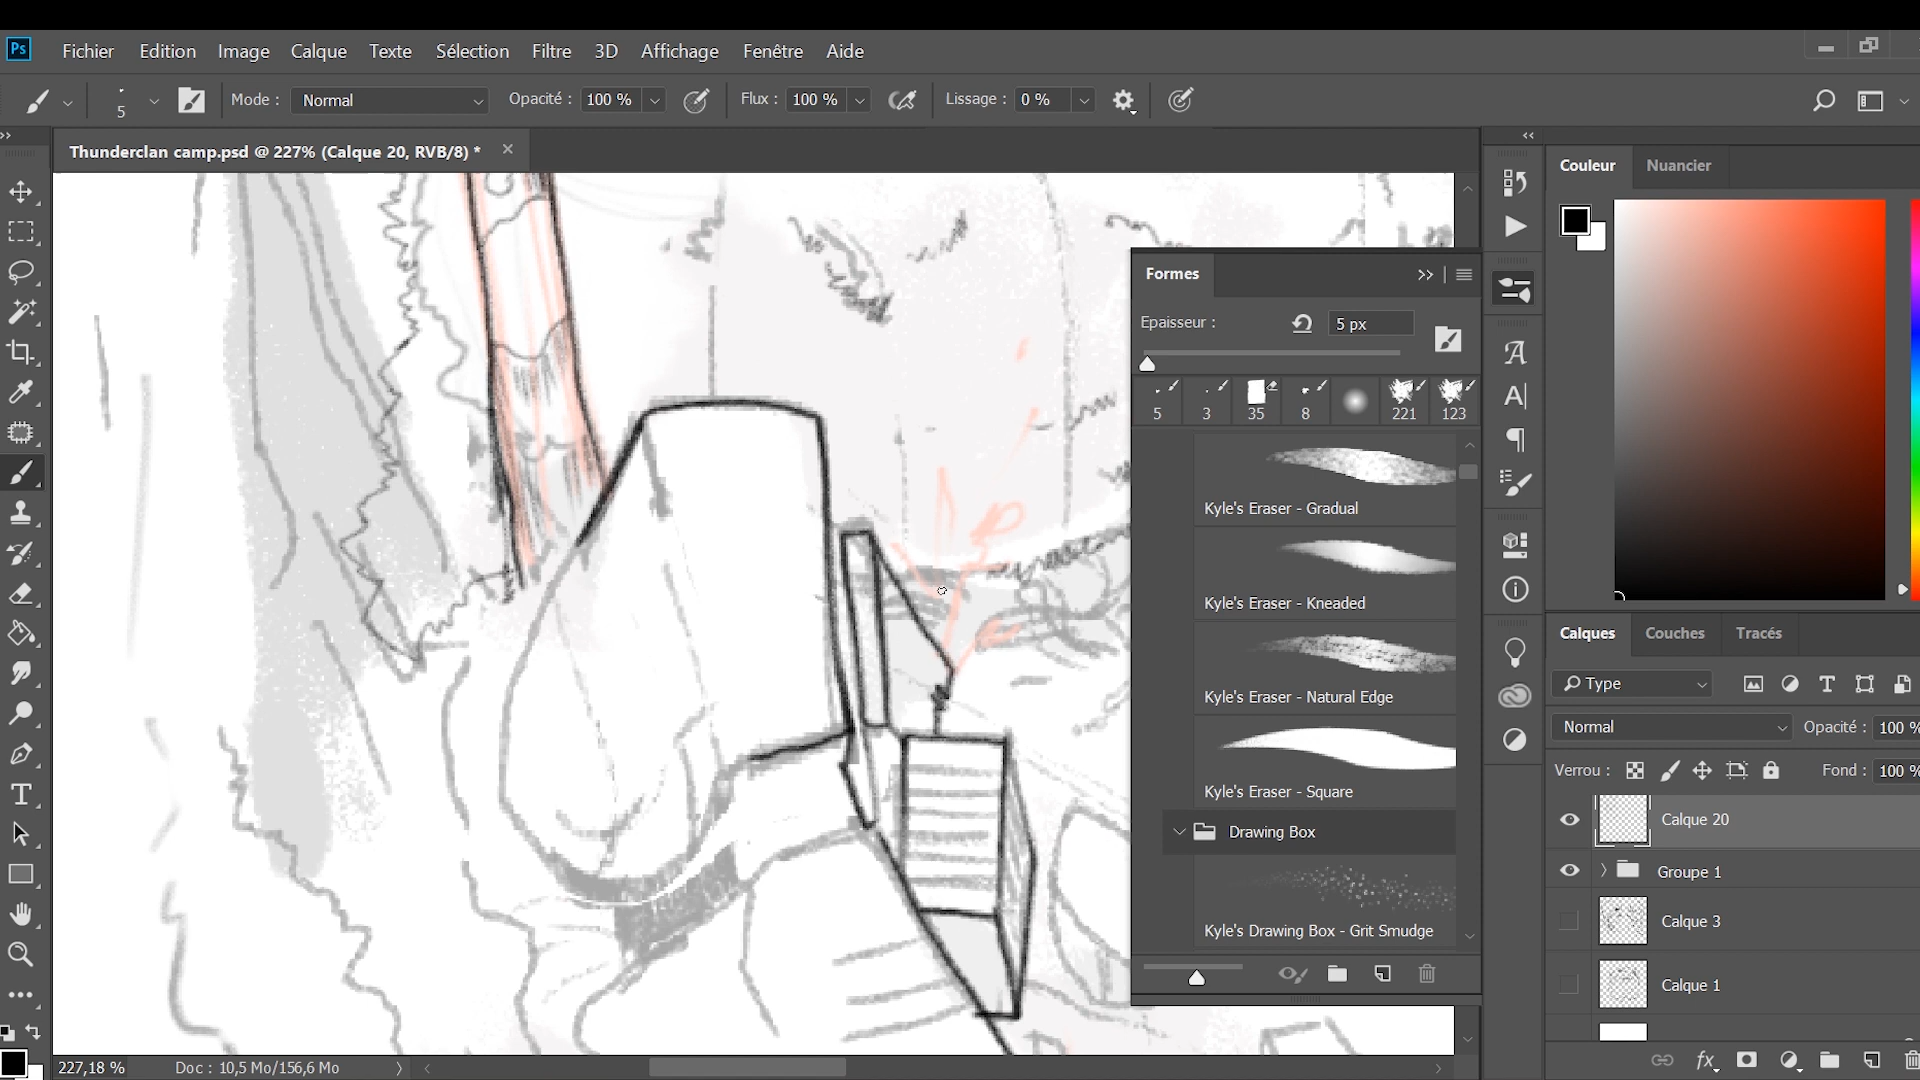 Ps Fichier Edition Image Calque Texte Sélection Filtre 3D Affichage Fenêtre Aide
5 Mode : Normal Opacité : 100 % Flux : 100 % Lissage : 0 %
Thunderclan camp.psd @ 227% (Calque 20, RVB/8) *
Couleur Nuancier
Formes
Epaisseur : 5 px
5 3 35 8 221 123
Kyle's Eraser - Gradual
Kyle's Eraser - Kneaded
Kyle's Eraser - Natural Edge
Kyle's Eraser - Square
Drawing Box
Kyle's Drawing Box - Grit Smudge
Calques Couches Tracés
Type
Normal Opacité : 100 %
Verrou : Fond : 100 %
Calque 20
Groupe 1
Calque 3
Calque 1
fx
227,18 % Doc : 10,5 Mo/156,6 Mo